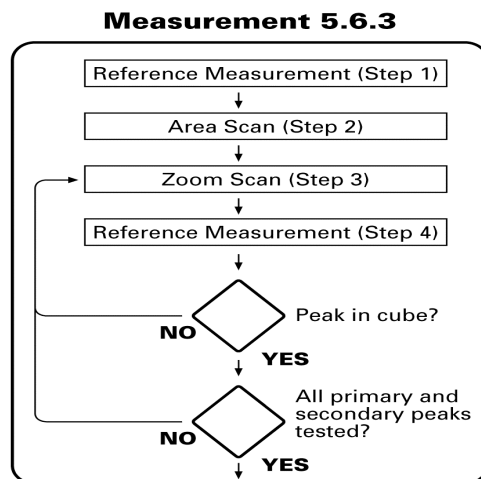 Measurement 5.6.3
Reference Measurement (Step 1)
Area Scan (Step 2)
Zoom Scan (Step 3)
Reference Measurement (Step 4)
Peak in cube?
NO
YES
All primary and
secondary peaks
tested?
NO
YES